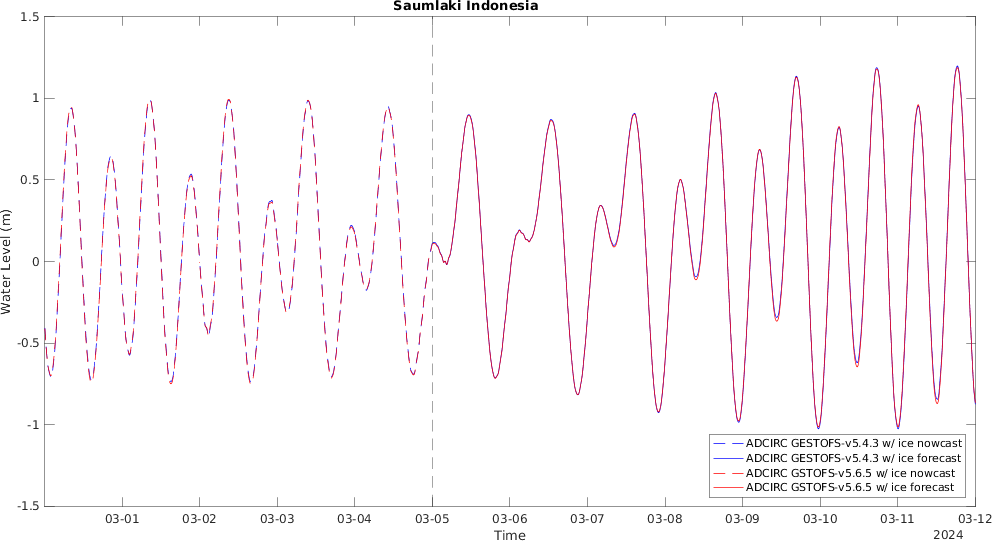 Saumlaki Indonesia
1.5
1
0.5
0
-0.5
-1
-1.5
Water Level (m)
ADCIRC GESTOFS-v5.4.3 w/ ice nowcast
ADCIRC GESTOFS-v5.4.3 w/ ice forecast
ADCIRC GSTOFS-v5.6.5 w/ ice nowcast
ADCIRC GSTOFS-v5.6.5 w/ ice forecast
03-01 03-02 03-03 03-04 03-05 03-06 03-07 03-08 03-09 03-10 03-11 03-12
Time
2024